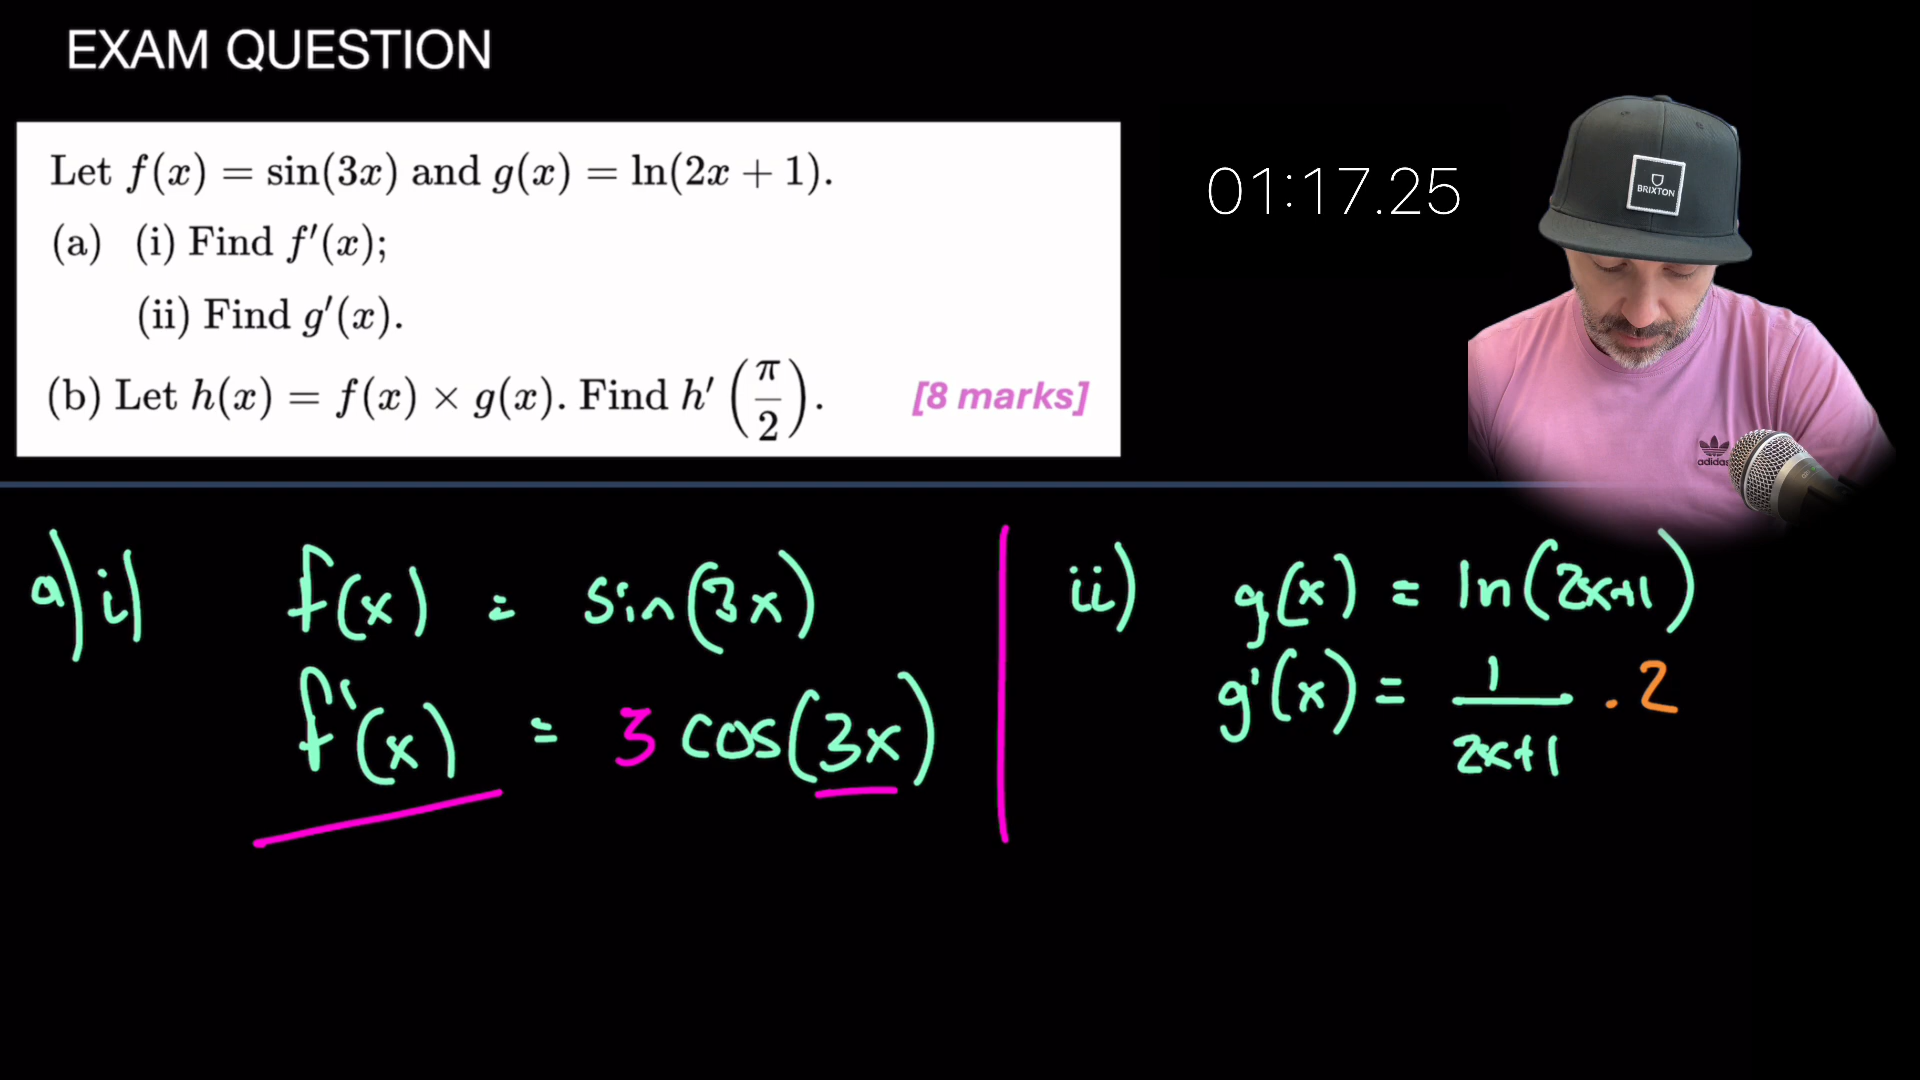 EXAM QUESTION
Let f(x) = sin(3x) and g(x) = ln(2x + 1).
(a) (i) Find f′(x);
(ii) Find g′(x).
(b) Let h(x) = f(x) × g(x). Find h′(π/2). [8 marks]
01:17.25
BRIXTON
adidas
a) i) f(x) = sin(3x)
f'(x) = 3 cos(3x)
ii) g(x) = ln(2x+1)
g'(x) = 1/(2x+1) . 2